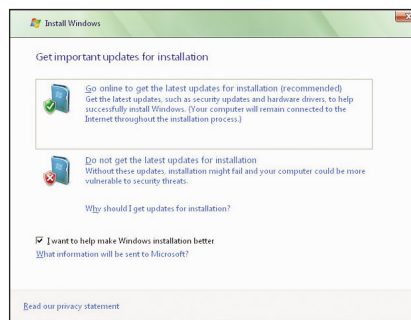 Install Windows
Get important updates for installation
Go online to get the latest updates for installation (recommended)
Get the latest updates, such as security updates and hardware drivers, to help
successfully install Windows. (Your computer will remain connected to the
Internet throughout the installation process.)
Do not get the latest updates for installation
Without these updates, installation might fail and your computer could be more
vulnerable to security threats.
Why should I get updates for installation?
I want to help make Windows installation better
What information will be sent to Microsoft?
Read our privacy statement